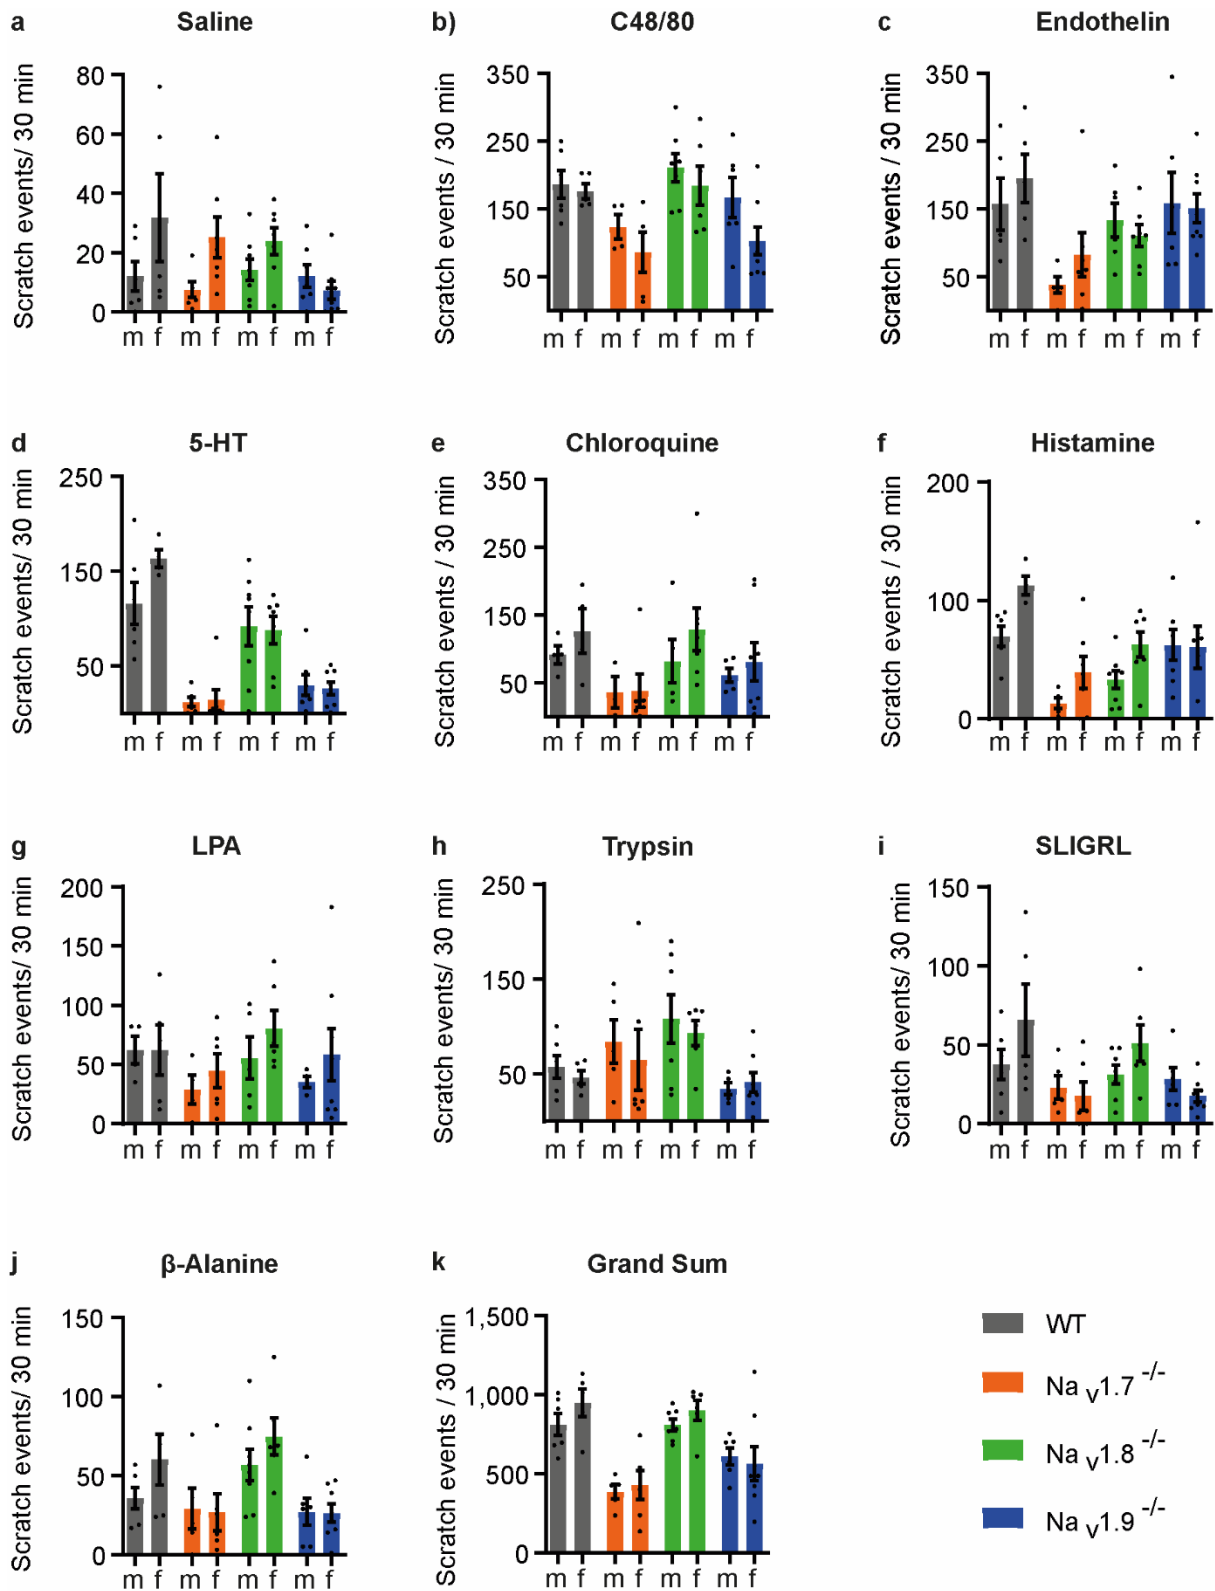 a Saline
Scratch events/ 30 min
80
60
40
20
0
m f m f m f m f
b) C48/80
Scratch events / 30 min
350
250
150
50
m f m f m f m f
c Endothelin
Scratch events / 30 min
350
250
150
50
m f m f m f m f
d 5-HT
Scratch events/ 30 min
250
150
50
m f m f m f m f
e Chloroquine
Scratch events / 30 min
350
250
150
50
m f m f m f m f
f Histamine
Scratch events / 30 min
200
100
0
m f m f m f m f
g LPA
Scratch events/ 30 min
200
150
100
50
0
m f m f m f m f
h Trypsin
Scratch events/ 30 min
250
150
50
m f m f m f m f
i SLIGRL
Scratch events/ 30 min
150
100
50
0
m f m f m f m f
j β-Alanine
Scratch events/ 30 min
150
100
50
0
m f m f m f m f
k Grand Sum
Scratch events / 30 min
1,500
1,000
500
0
m f m f m f m f
WT
Na v1.7 -/-
Na v1.8 -/-
Na v1.9 -/-